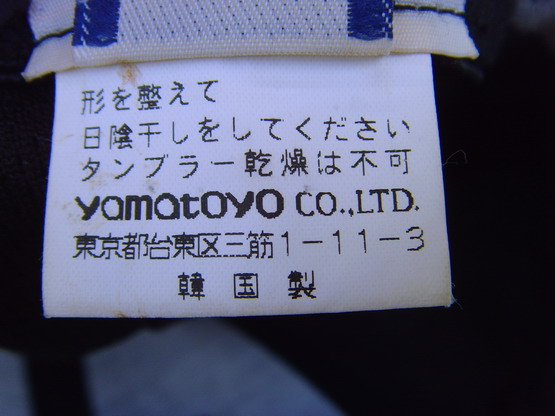 形を整えて
日陰干しをしてください
タンブラー乾燥は不可
yamatoyo CO.,LTD.
東京都台東区三筋1-11-3
韓国製